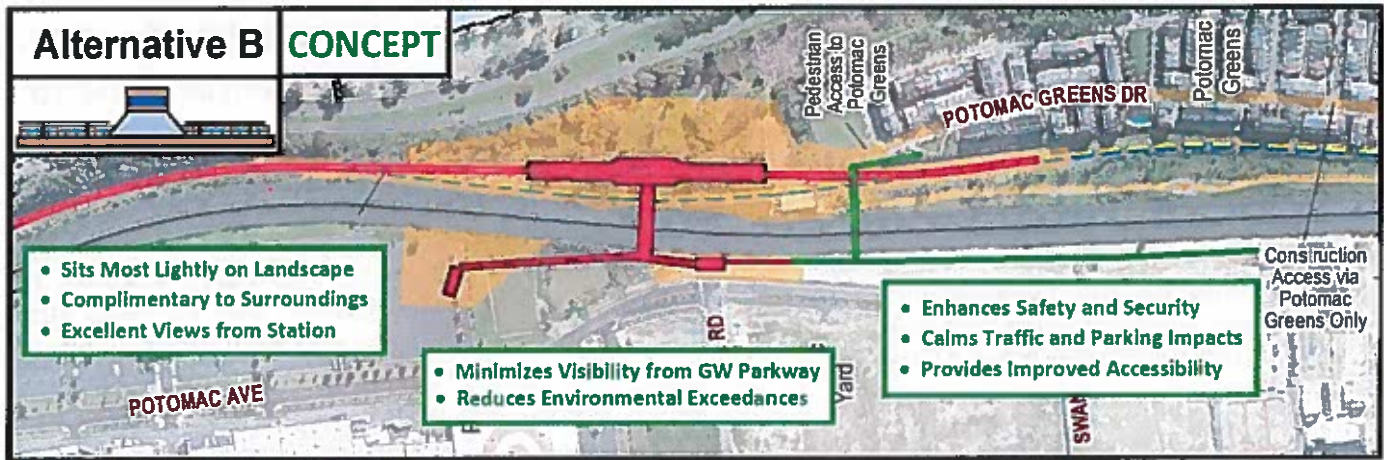 Alternative B
CONCEPT
Pedestrian
Access to
Potomac
Greens
POTOMAC GREENS DR
Potomac
Greens
• Sits Most Lightly on Landscape
• Complimentary to Surroundings
• Excellent Views from Station
POTOMAC AVE
• Minimizes Visibility from GW Parkway
• Reduces Environmental Exceedances
RD
Yard
• Enhances Safety and Security
• Calms Traffic and Parking Impacts
• Provides Improved Accessibility
SWAN
Construction
Access via
Potomac
Greens Only